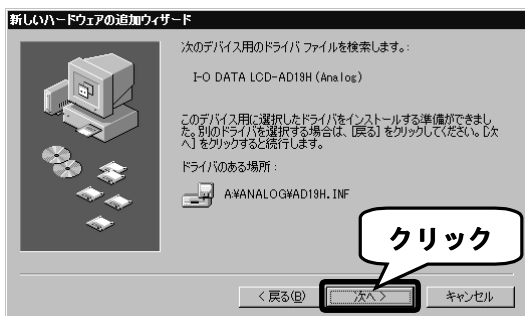 新しいハードウェアの追加ウィザード
次のデバイス用のドライバ ファイルを検索します。:
I-O DATA LCD-AD19H (Analog)
このデバイス用に選択したドライバをインストールする準備ができまし
た。別のドライバを選択する場合は、[戻る] をクリックしてください。[次
へ] をクリックすると続行します。
ドライバのある場所:
A:¥ANALOG¥AD19H.INF
クリック
< 戻る(B)
次へ >
キャンセル